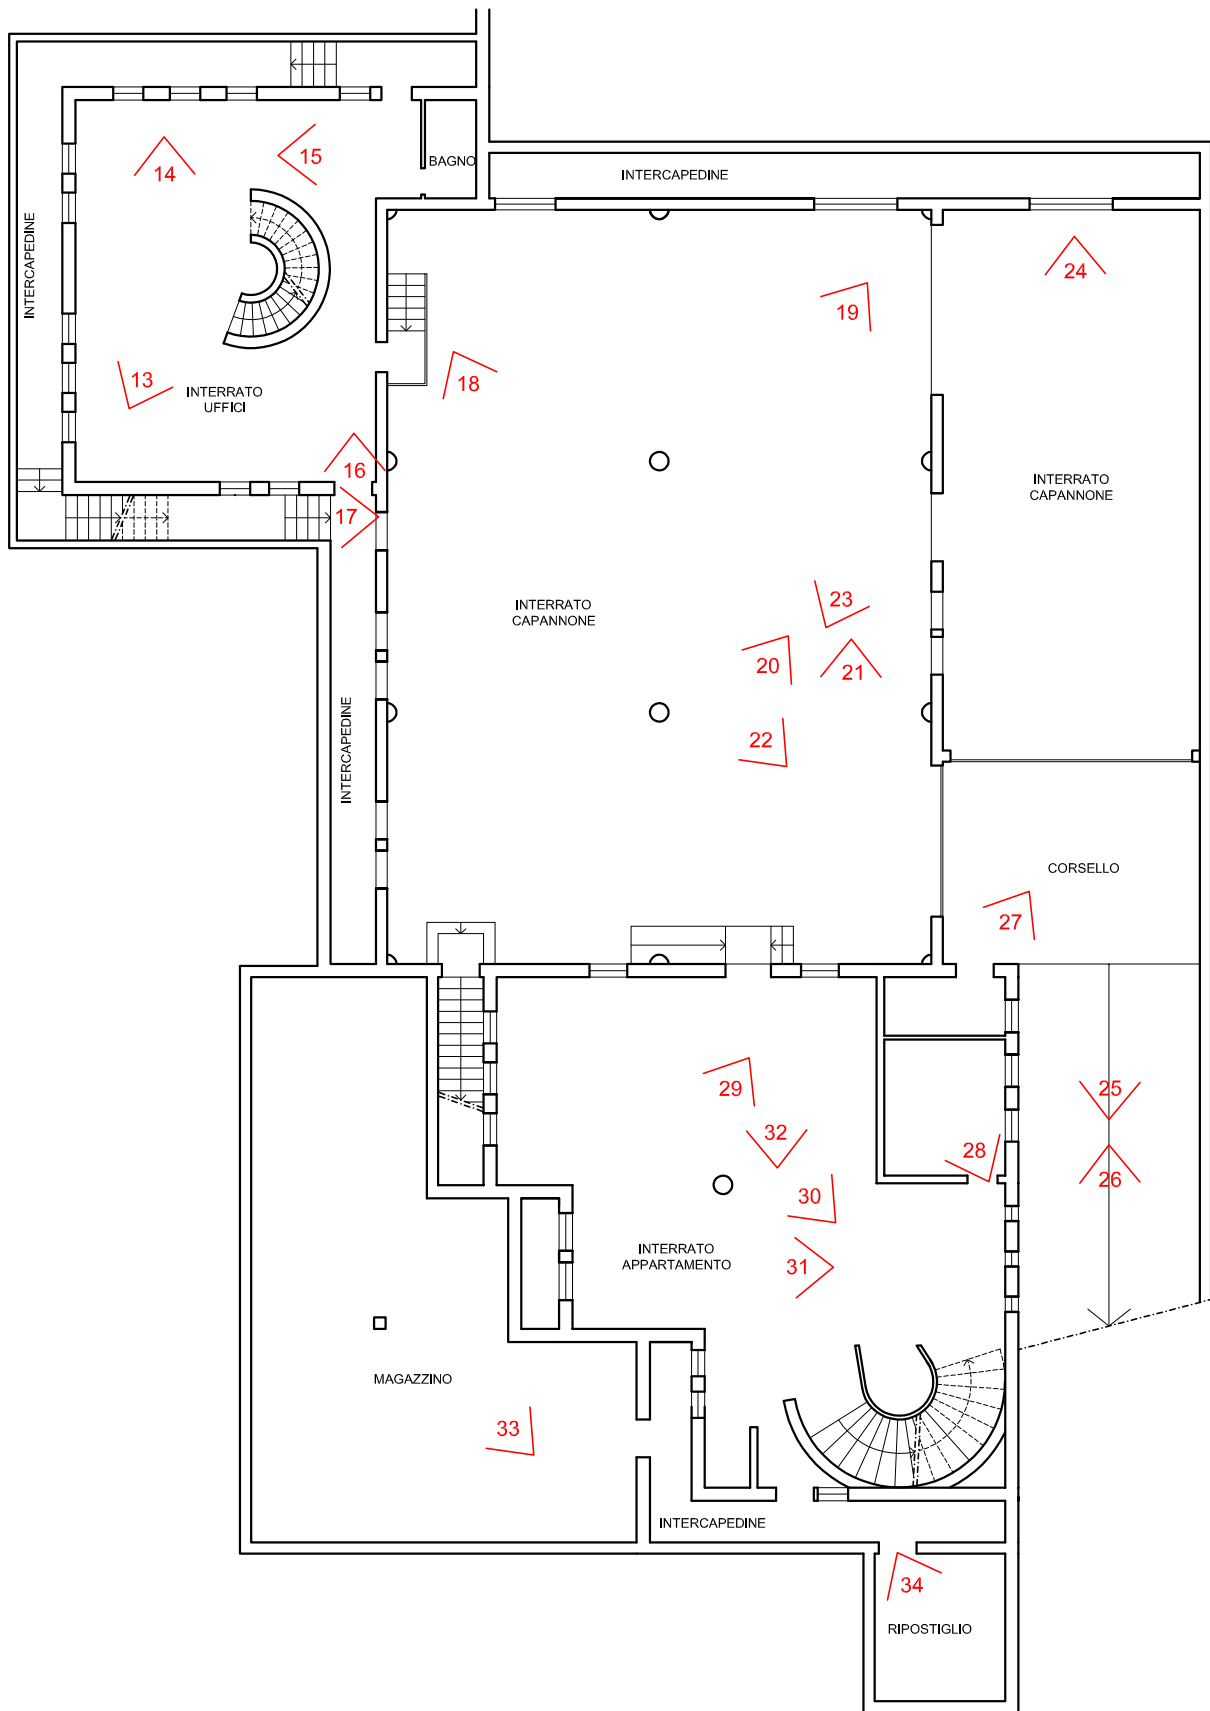 14
15
BAGNO
INTERCAPEDINE
INTERCAPEDINE
24
19
13
18
INTERRATO
UFFICI
16
17
INTERRATO
CAPANNONE
INTERRATO
CAPANNONE
23
20
21
22
INTERCAPEDINE
CORSELLO
27
29
25
32
28
26
30
INTERRATO
APPARTAMENTO
31
MAGAZZINO
33
INTERCAPEDINE
34
RIPOSTIGLIO